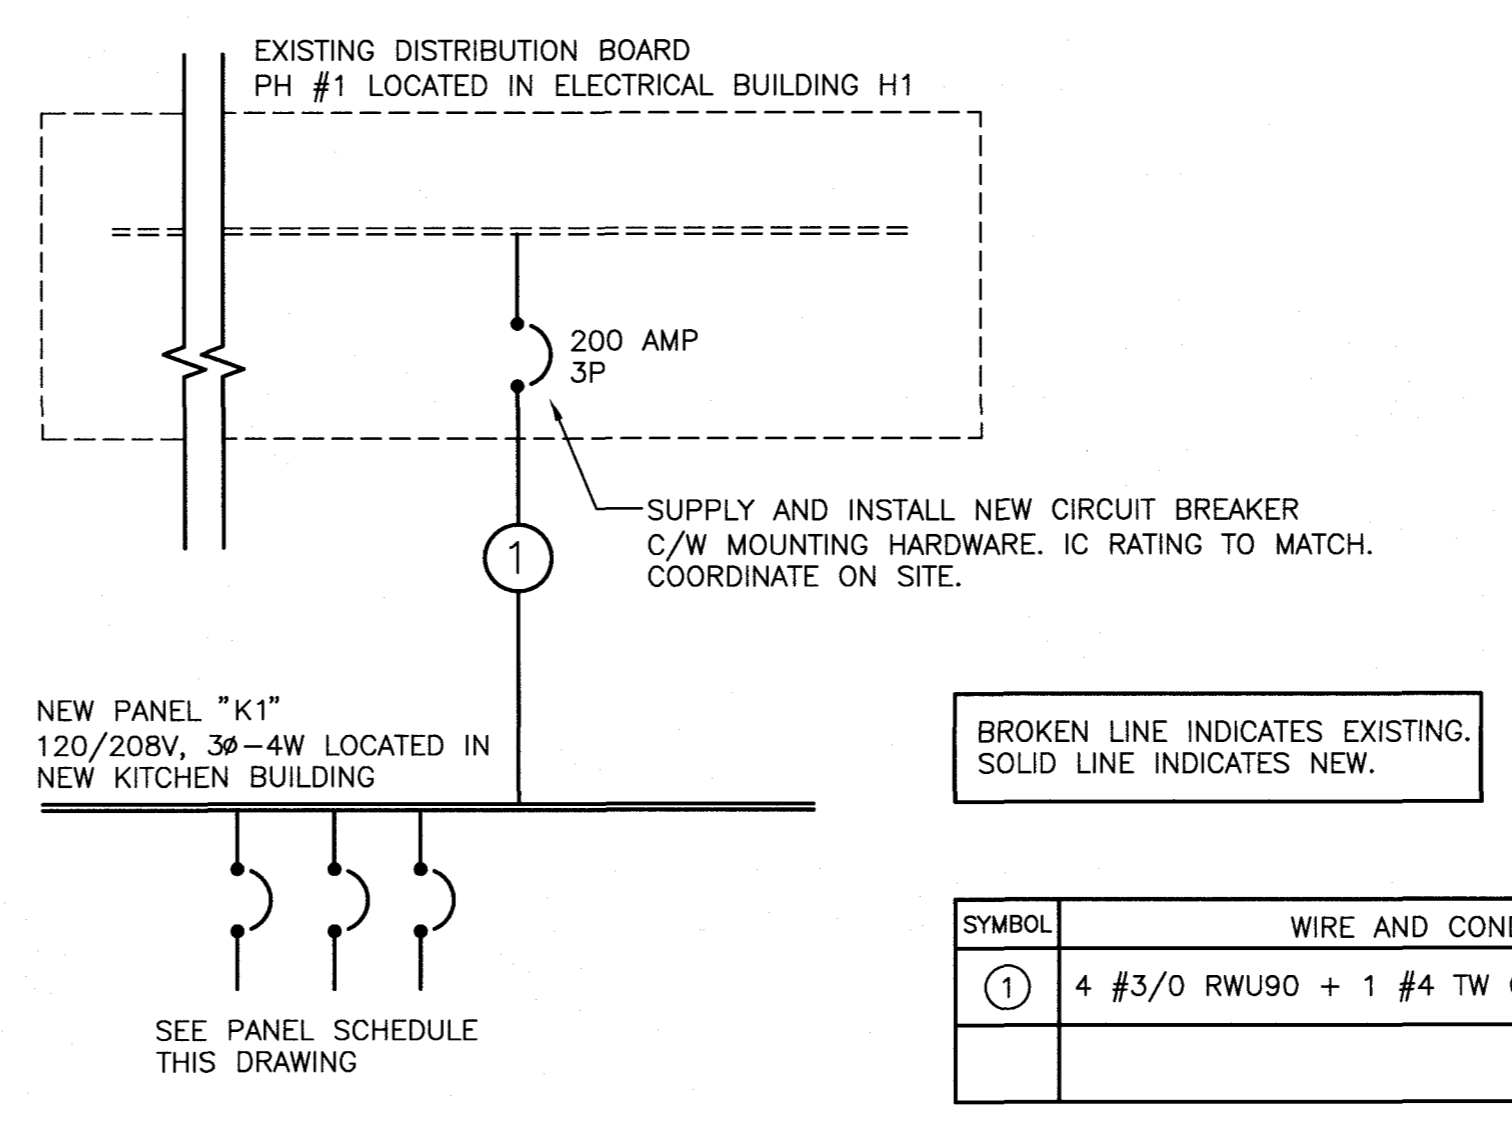 EXISTING DISTRIBUTION BOARD
PH #1 LOCATED IN ELECTRICAL BUILDING H1
200 AMP
3P
SUPPLY AND INSTALL NEW CIRCUIT BREAKER
C/W MOUNTING HARDWARE. IC RATING TO MATCH.
COORDINATE ON SITE.
1
NEW PANEL "K1"
120/208V, 3ø-4W LOCATED IN
NEW KITCHEN BUILDING
BROKEN LINE INDICATES EXISTING.
SOLID LINE INDICATES NEW.
SEE PANEL SCHEDULE
THIS DRAWING
SYMBOL
WIRE AND
1
4 #3/0 RWU90 + 1 #4 TW